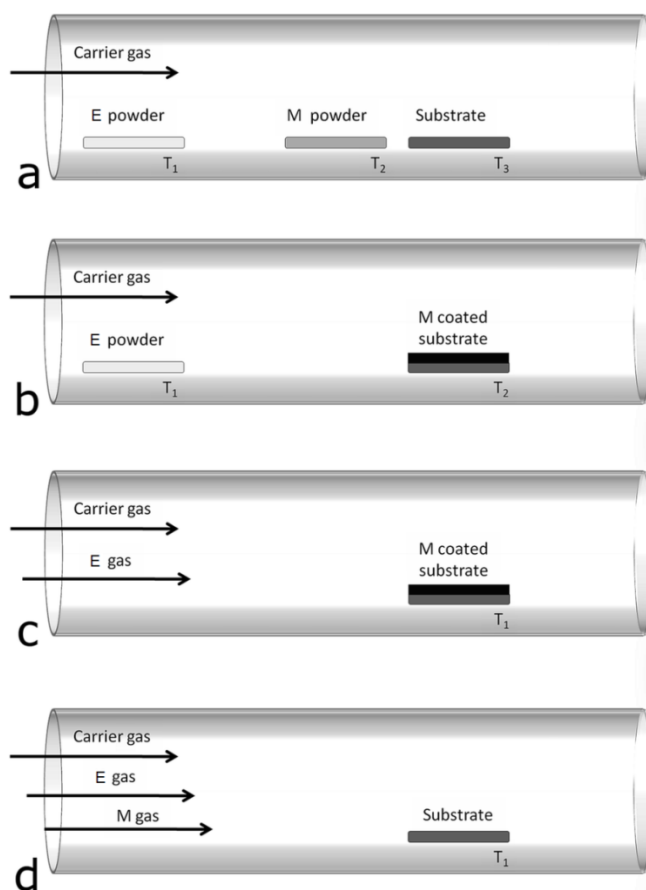 Carrier gas
E powder
M powder
Substrate
T1
T2
T3
a
Carrier gas
M coated
substrate
E powder
T1
T2
b
Carrier gas
E gas
M coated
substrate
T1
c
Carrier gas
E gas
M gas
Substrate
T1
d